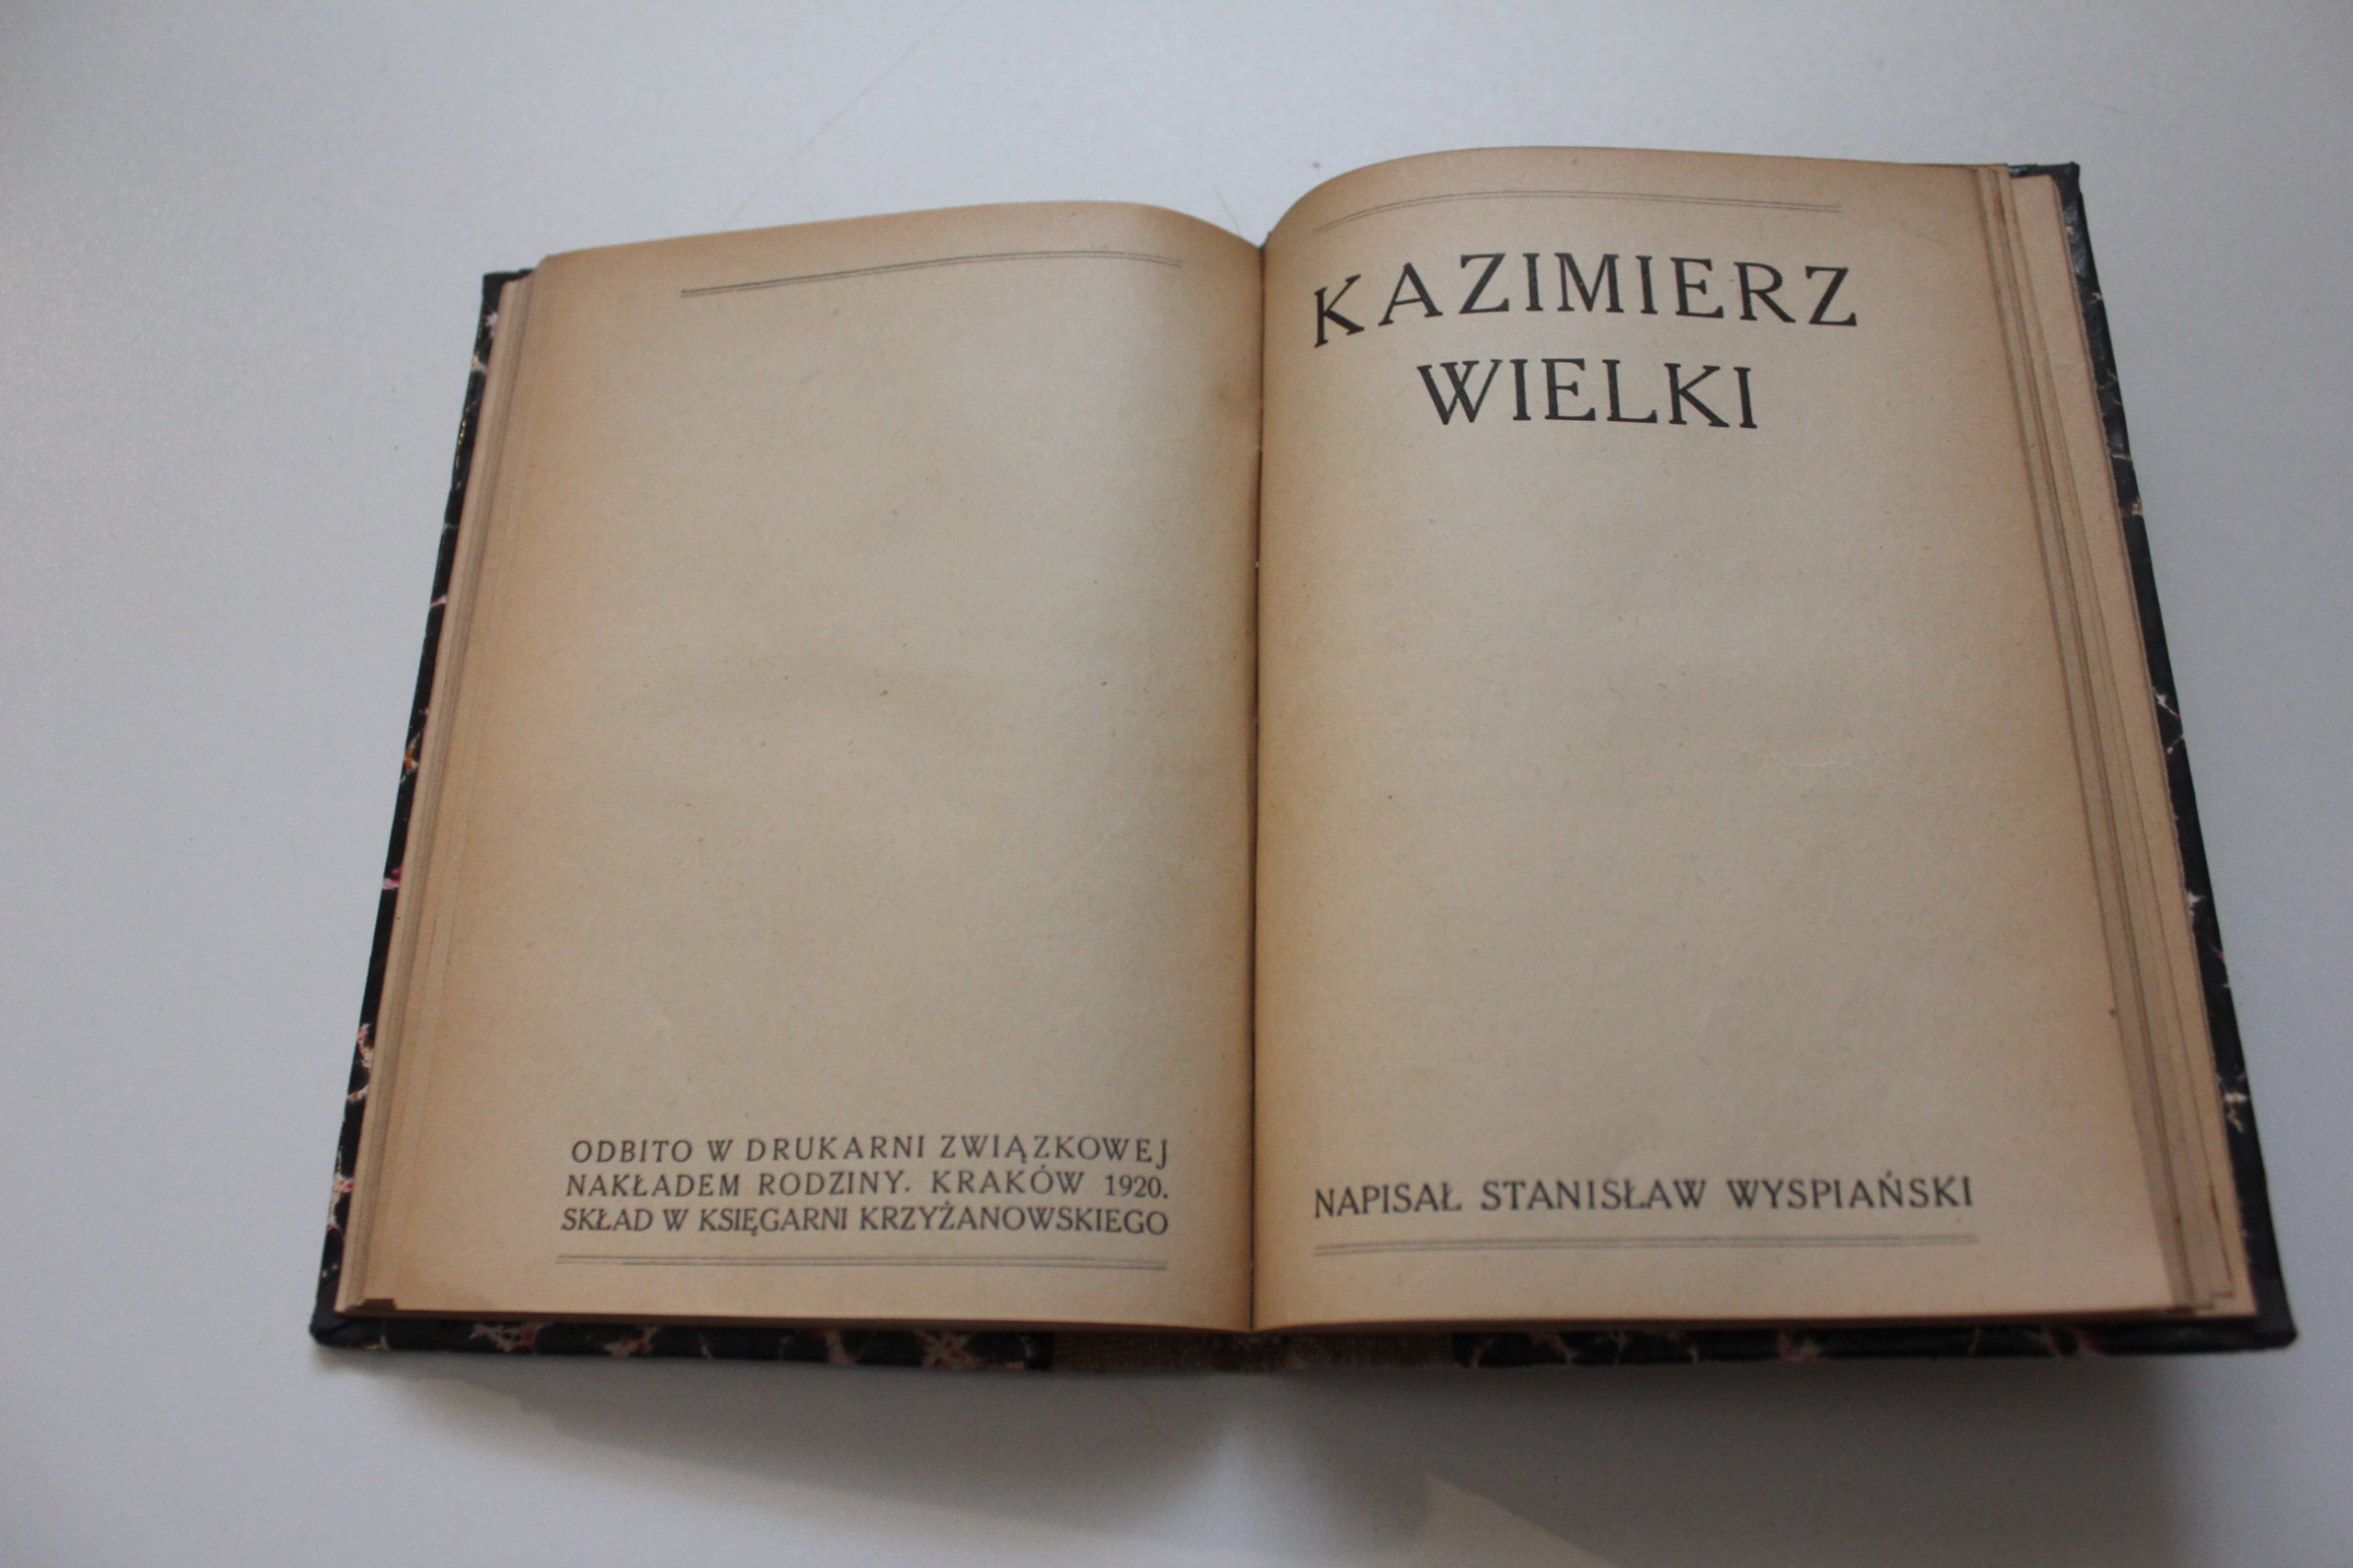 ODBITO W DRUKARNI ZWIĄZKOWEJ
NAKŁADEM RODZINY. KRAKÓW 1920.
SKŁAD W KSIĘGARNI KRZYŻANOWSKIEGO
KAZIMIERZ
WIELKI
NAPISAŁ STANISŁAW WYSPIAŃSKI